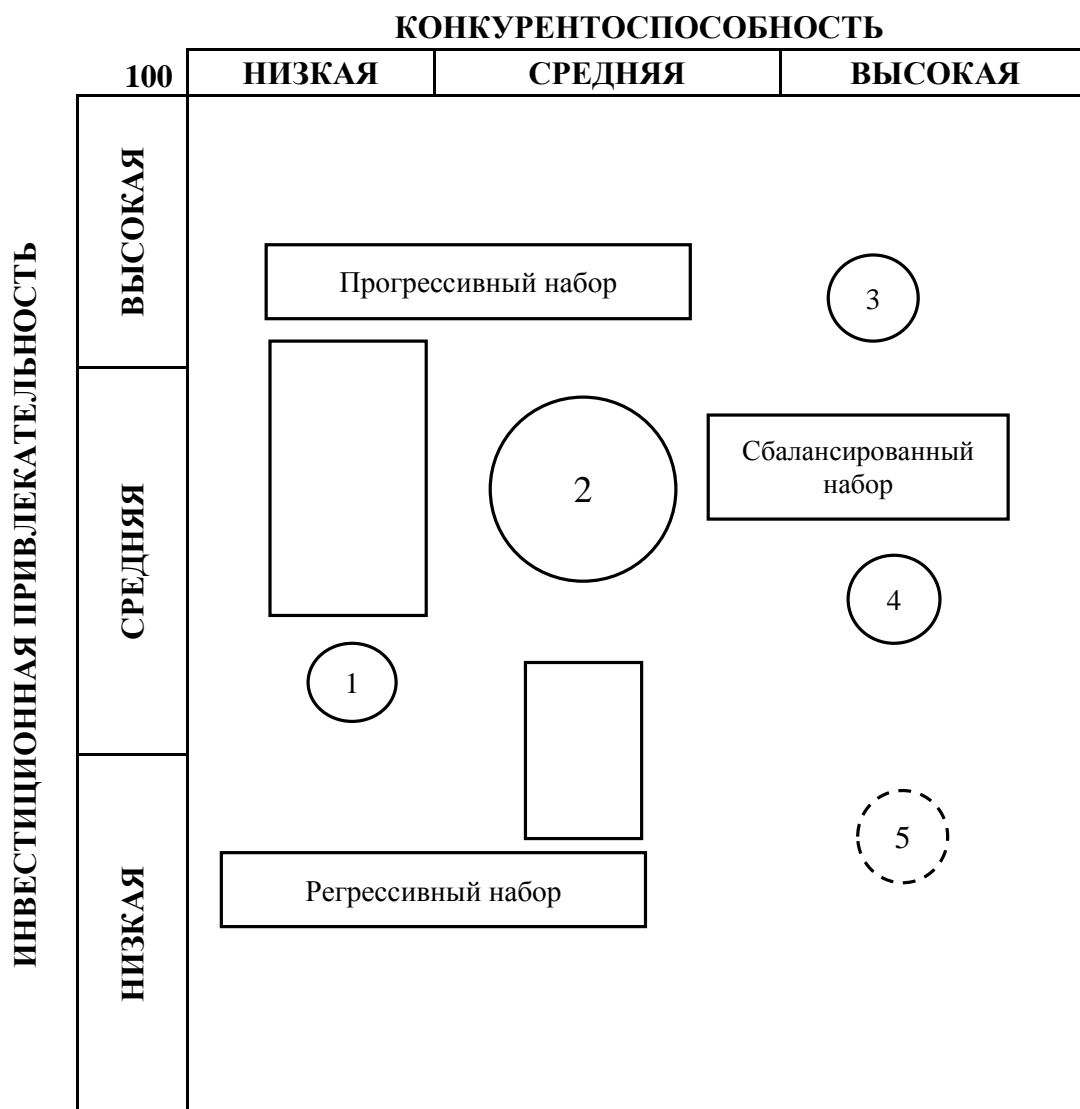 КОНКУРЕНТОСПОСОБНОСТЬ
100
НИЗКАЯ
СРЕДНЯЯ
ВЫСОКАЯ
ИНВЕСТИЦИОННАЯ ПРИВЛЕКАТЕЛЬНОСТЬ
ВЫСОКАЯ
Прогрессивный набор
3
СРЕДНЯЯ
2
Сбалансированный
набор
4
1
НИЗКАЯ
5
Регрессивный набор